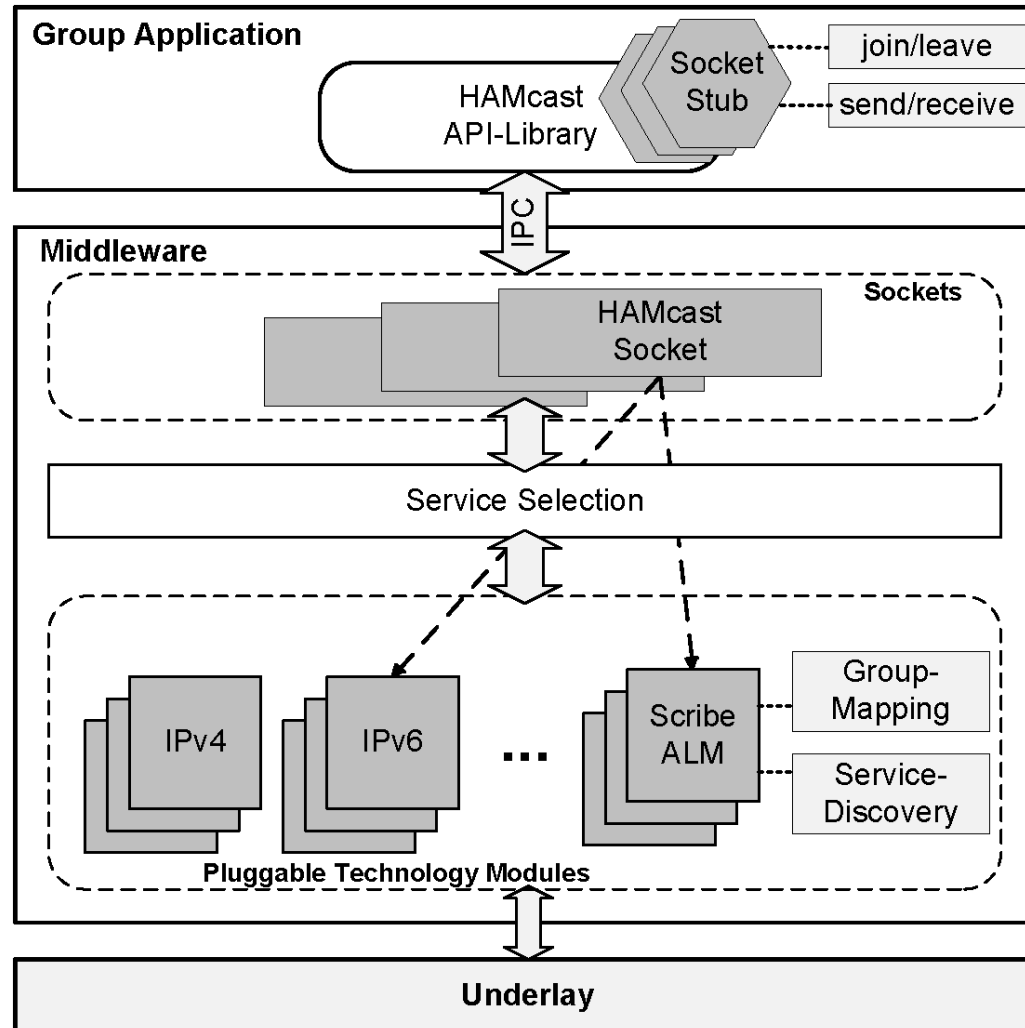 Group Application
HAMcast
API-Library
Socket
Stub
join/leave
send/receive
IPC
Middleware
Sockets
HAMcast
Socket
Service Selection
IPv4
IPv6
...
Scribe
ALM
Group-
Mapping
Service-
Discovery
Pluggable Technology Modules
Underlay